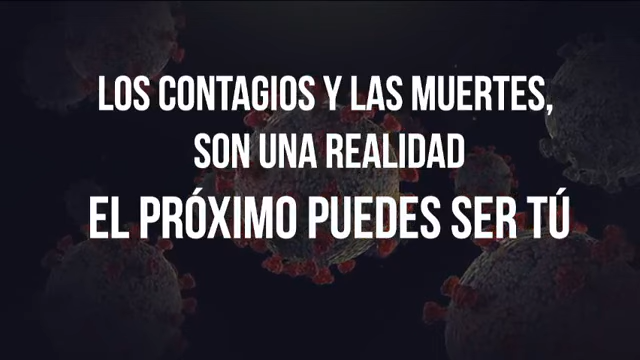 LOS CONTAGIOS Y LAS MUERTES,
SON UNA REALIDAD
EL PRÓXIMO PUEDES SER TÚ